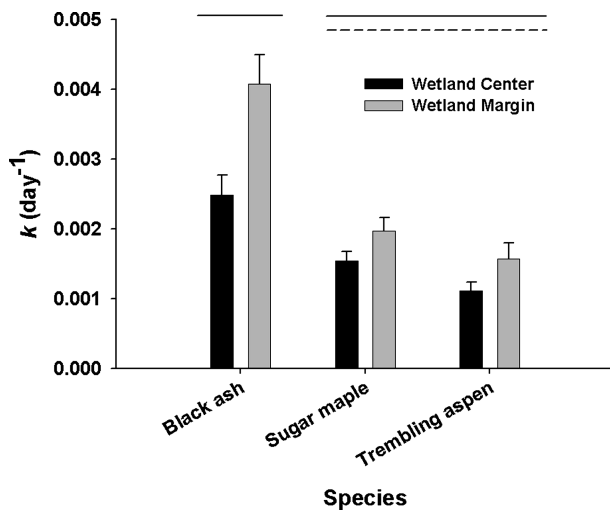 0.005
0.004
0.003
0.002
0.001
0.000
k (day-1)
Wetland Center
Wetland Margin
Black ash
Sugar maple
Trembling aspen
Species